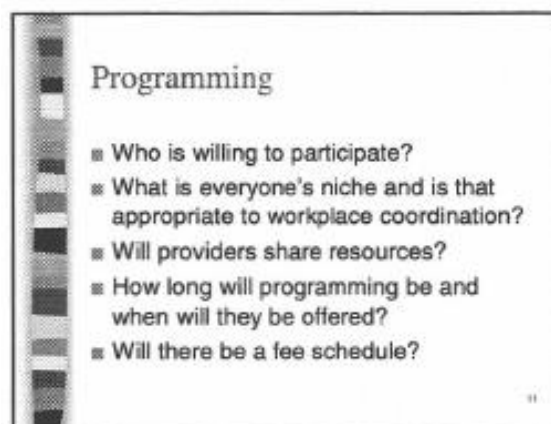 Programming
Who is willing to participate?
What is everyone's niche and is that
appropriate to workplace coordination?
Will providers share resources?
How long will programming be and
when will they be offered?
Will there be a fee schedule?